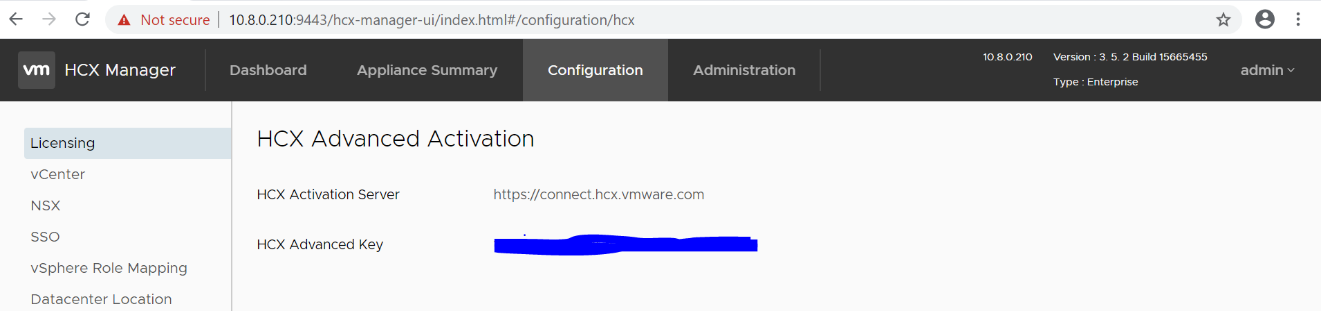 Not secure | 10.8.0.210:9443/hcx-manager-ui/index.html#/configuration/hcx
vm HCX Manager Dashboard Appliance Summary Configuration Administration 10.8.0.210 Version : 3. 5. 2 Build 15665455 admin
Type : Enterprise
Licensing
vCenter
NSX
SSO
vSphere Role Mapping
Datacenter Location
HCX Advanced Activation
HCX Activation Server https://connect.hcx.vmware.com
HCX Advanced Key